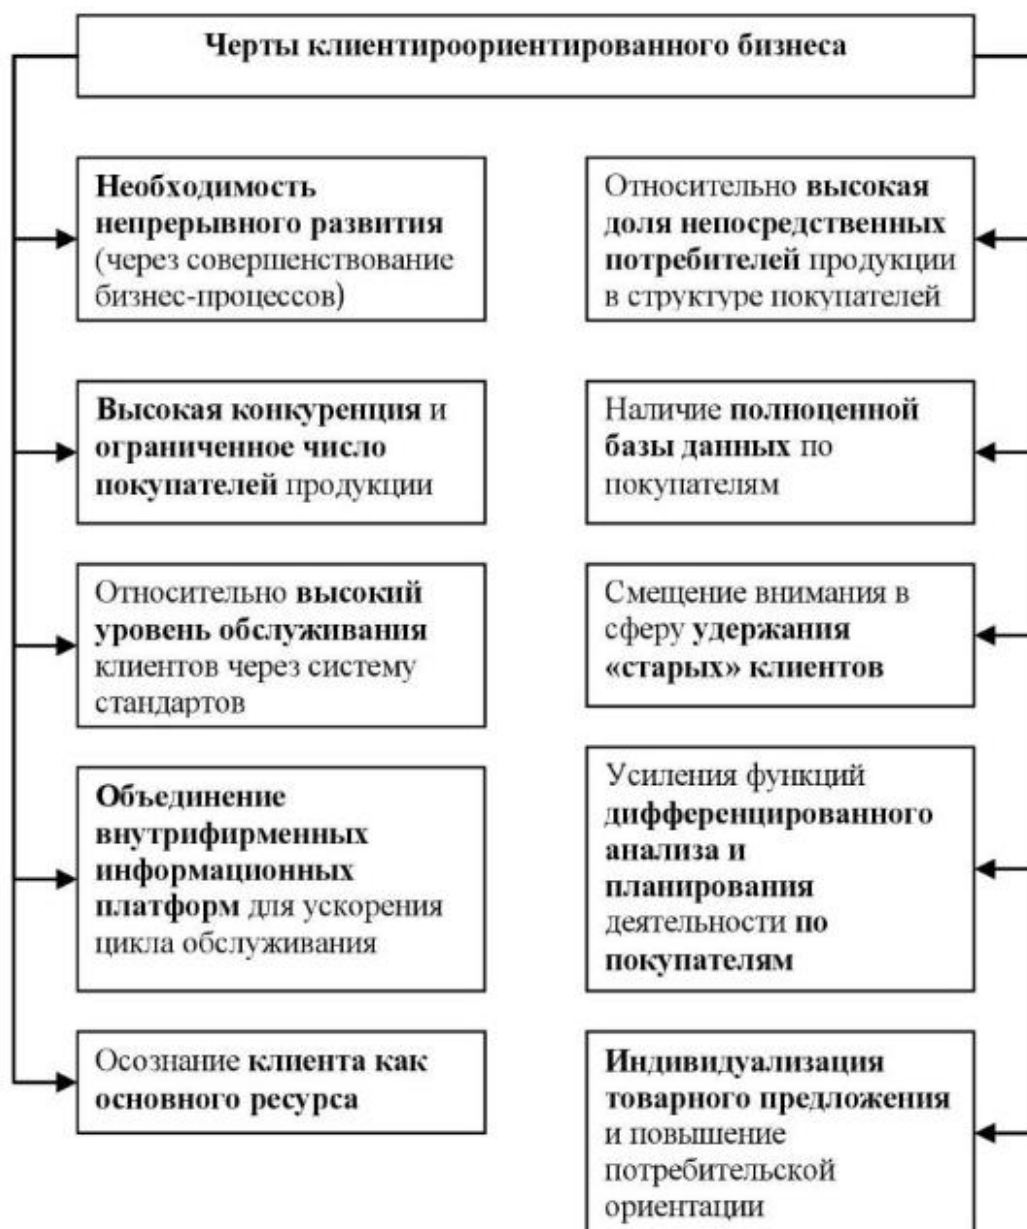 Черты клиентироориентированного бизнеса
Необходимость
непрерывного развития
(через совершенствование
бизнес-процессов)
Высокая конкуренция и
ограниченное число
покупателей продукции
Относительно высокий
уровень обслуживания
клиентов через систему
стандартов
Объединение
внутрифирменных
информационных
платформ для ускорения
цикла обслуживания
Осознание клиента как
основного ресурса
Относительно высокая
доля непосредственных
потребителей продукции
в структуре покупателей
Наличие полноценной
базы данных по
покупателям
Смещение внимания в
сферу удержания
«старых» клиентов
Усиления функций
дифференцированного
анализа и
планирования
деятельности по
покупателям
Индивидуализация
товарного предложения
и повышение
потребительской
ориентации